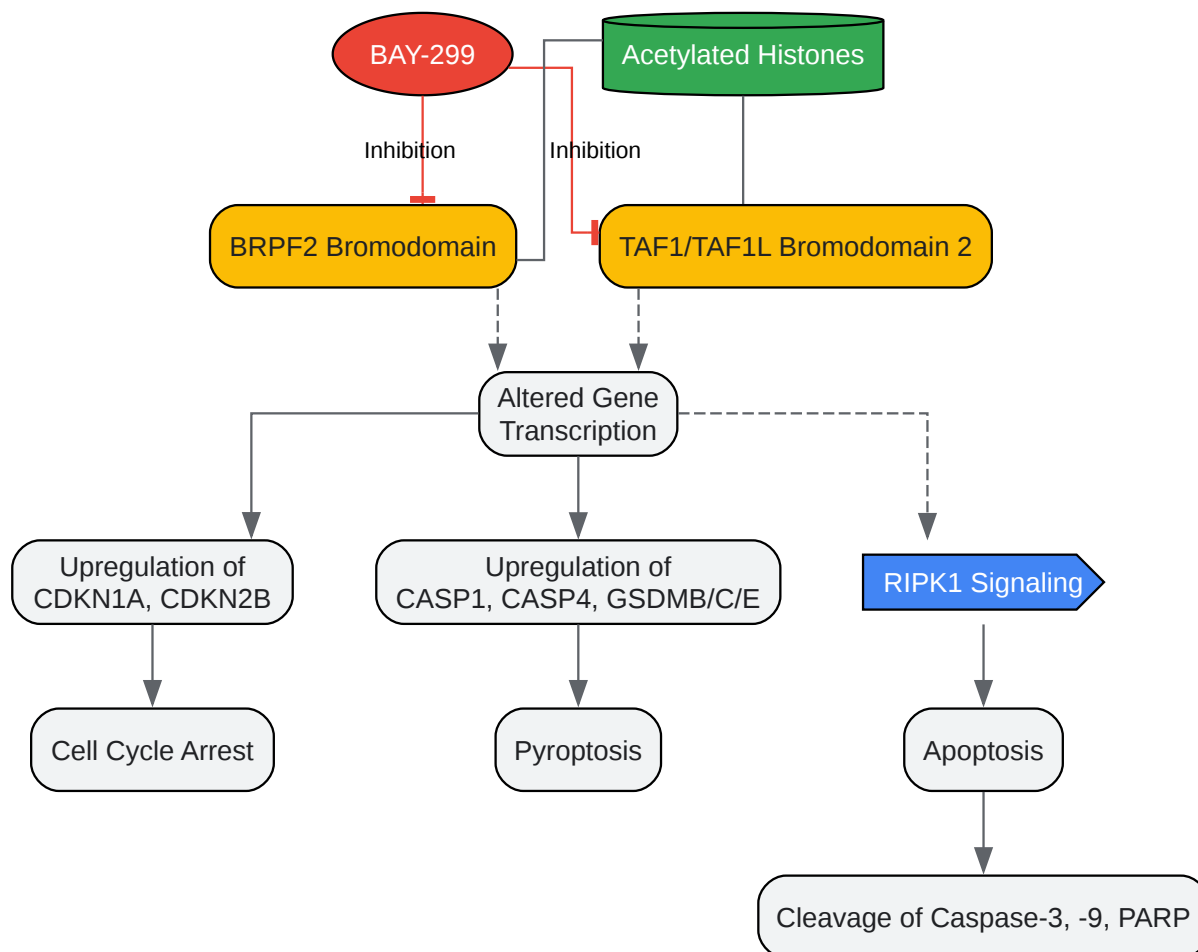 BAY-299
Acetylated Histones
Inhibition
Inhibition
BRPF2 Bromodomain
TAF1/TAF1L Bromodomain 2
Altered Gene
Transcription
Upregulation of
CDKN1A, CDKN2B
Upregulation of
CASP1, CASP4, GSDMB/C/E
RIPK1 Signaling
Cell Cycle Arrest
Pyroptosis
Apoptosis
Cleavage of Caspase-3, -9, PARP